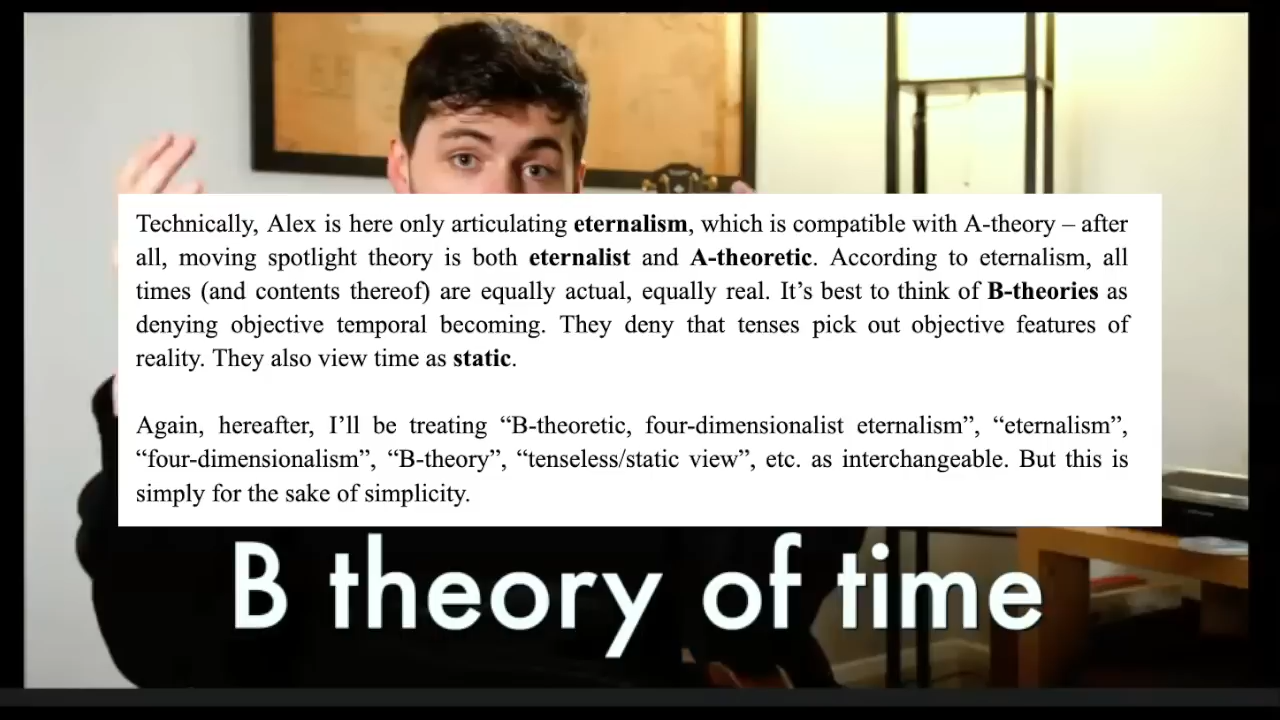 Technically, Alex is here only articulating eternalism, which is compatible with A-theory – after
all, moving spotlight theory is both eternalist and A-theoretic. According to eternalism, all
times (and contents thereof) are equally actual, equally real. It’s best to think of B-theories as
denying objective temporal becoming. They deny that tenses pick out objective features of
reality. They also view time as static.
Again, hereafter, I’ll be treating “B-theoretic, four-dimensionalist eternalism”, “eternalism”,
“four-dimensionalism”, “B-theory”, “tenseless/static view”, etc. as interchangeable. But this is
simply for the sake of simplicity.
B theory of time